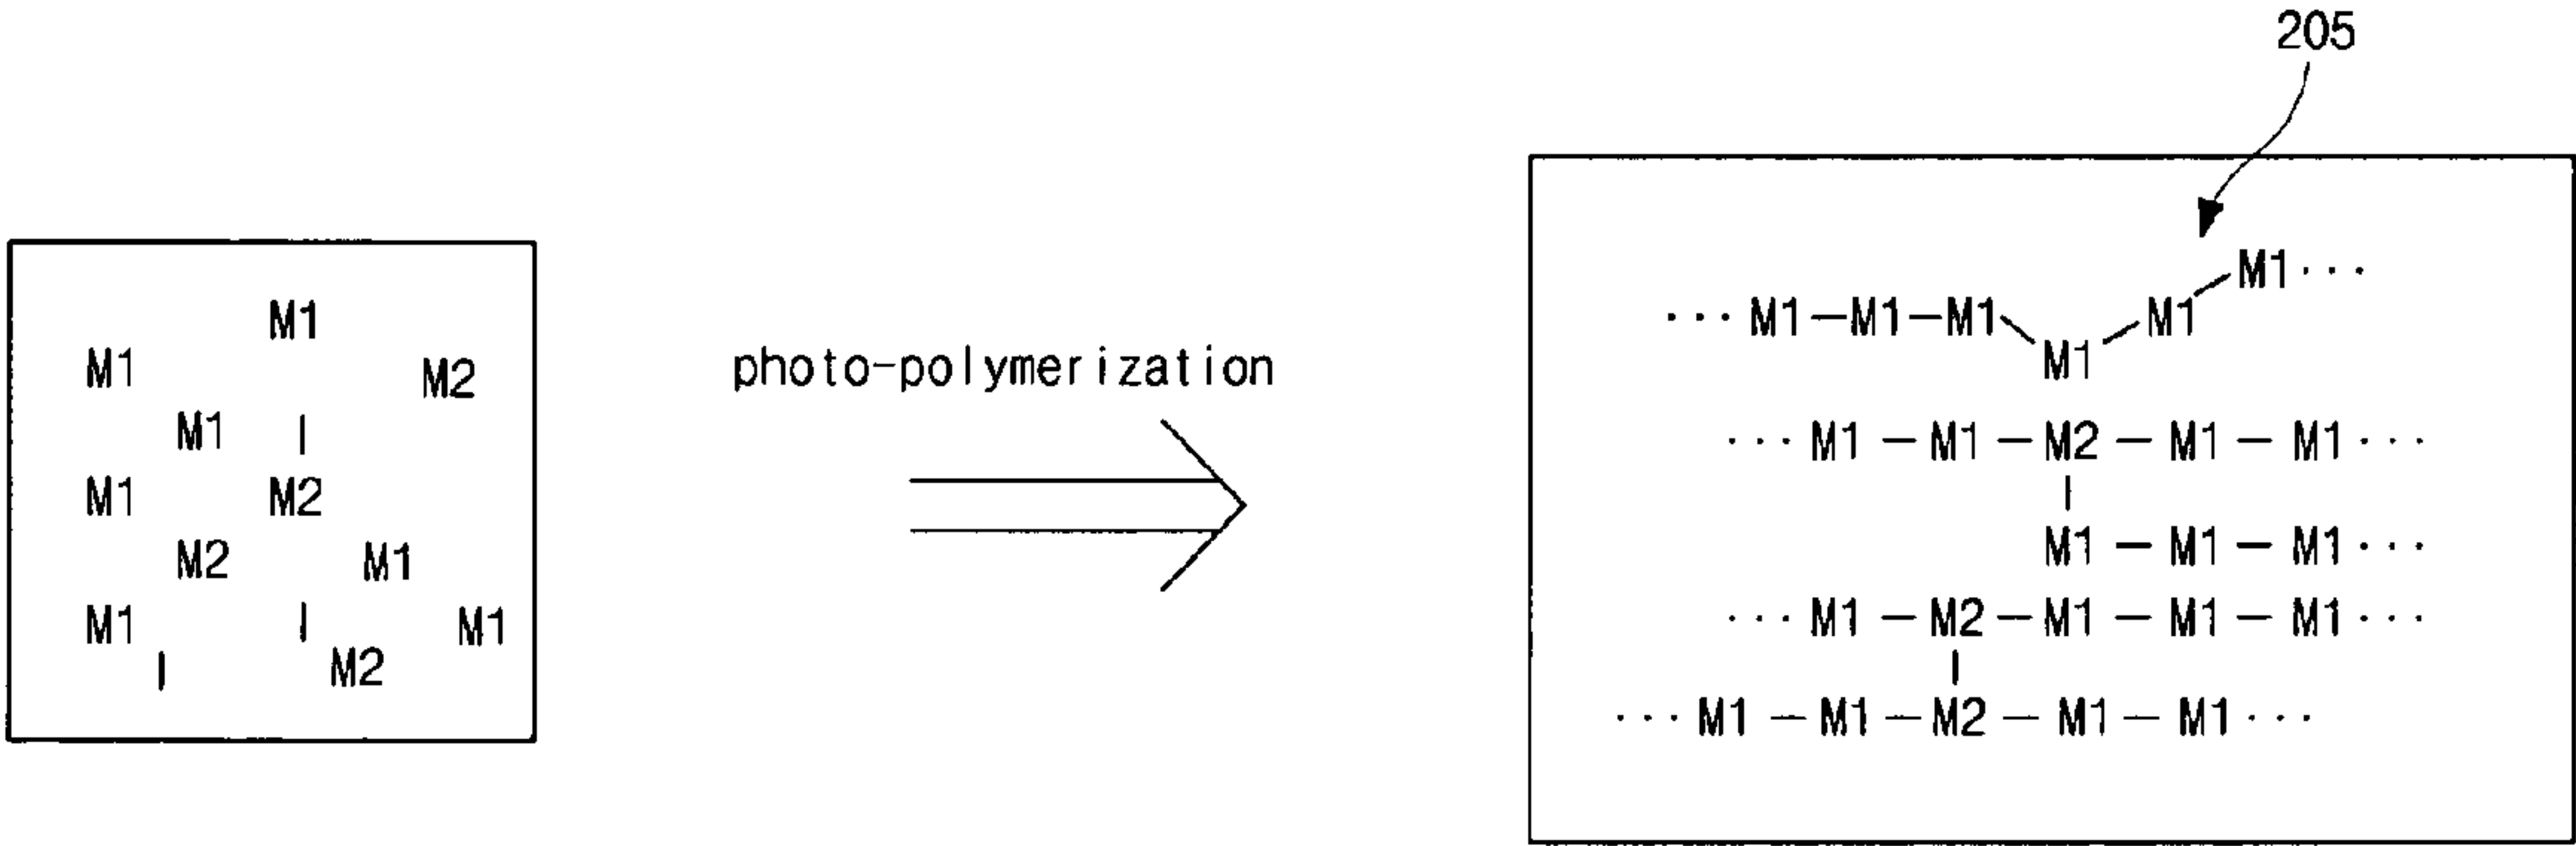 205
M1
M1 M2
M1 I
M1 M2
M2 M1
M1 I M1
I M2
photo-polymerization
M1···
···M1—M1—M1 M1
M1
···M1—M1—M2—M1—M1···
M1—M1—M1···
···M1—M2—M1—M1—M1···
···M1—M1—M2—M1—M1···